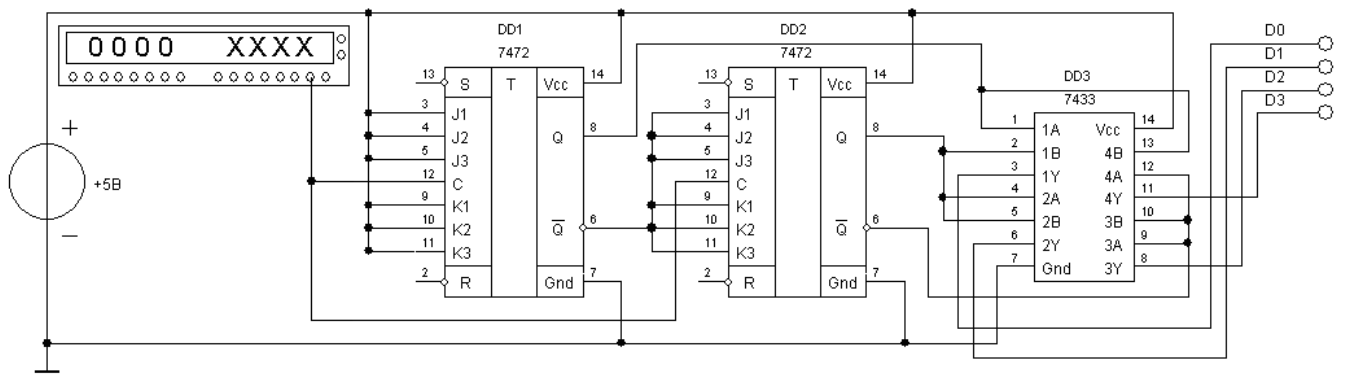 0000 XXXX
+
+5В
−
DD1
7472
13 S T Vcc 14
3 J1
4 J2 Q 8
5 J3
12 C
9 K1
10 K2 Q 6
11 K3
2 R Gnd 7
DD2
7472
13 S T Vcc 14
3 J1
4 J2 Q 8
5 J3
12 C
9 K1
10 K2 Q 6
11 K3
2 R Gnd 7
DD3
7433
1 1A Vcc 14
2 1B 4B 13
3 1Y 4A 12
4 2A 4Y 11
5 2B 3B 10
6 2Y 3A 9
7 Gnd 3Y 8
D0
D1
D2
D3